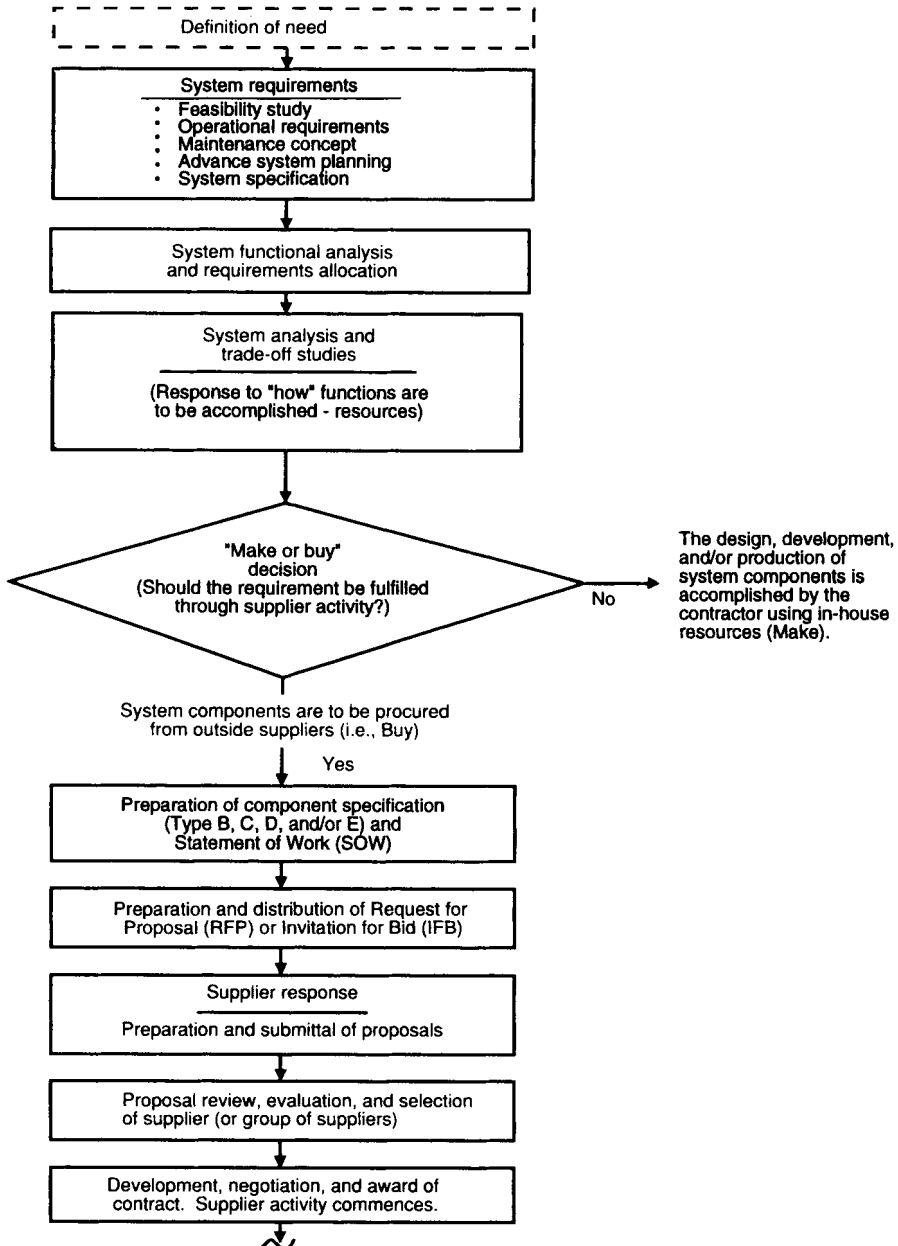 Definition of need
System requirements
• Feasibility study
• Operational requirements
• Maintenance concept
• Advance system planning
• System specification
System functional analysis
and requirements allocation
System analysis and
trade-off studies
(Response to "how" functions are
to be accomplished - resources)
"Make or buy"
decision
(Should the requirement be fulfilled
through supplier activity?)
No
The design, development,
and/or production of
system components is
accomplished by the
contractor using in-house
resources (Make).
System components are to be procured
from outside suppliers (i.e., Buy)
Yes
Preparation of component specification
(Type B, C, D, and/or E) and
Statement of Work (SOW)
Preparation and distribution of Request for
Proposal (RFP) or Invitation for Bid (IFB)
Supplier response
Preparation and submittal of proposals
Proposal review, evaluation, and selection
of supplier (or group of suppliers)
Development, negotiation, and award of
contract. Supplier activity commences.